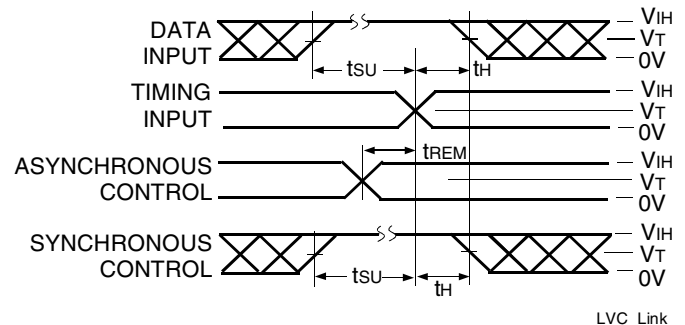 DATA
INPUT
tSU
tH
VIH
VT
0V
TIMING
INPUT
VIH
VT
0V
tREM
ASYNCHRONOUS
CONTROL
VIH
VT
0V
SYNCHRONOUS
CONTROL
tSU
tH
VIH
VT
0V
LVC Link